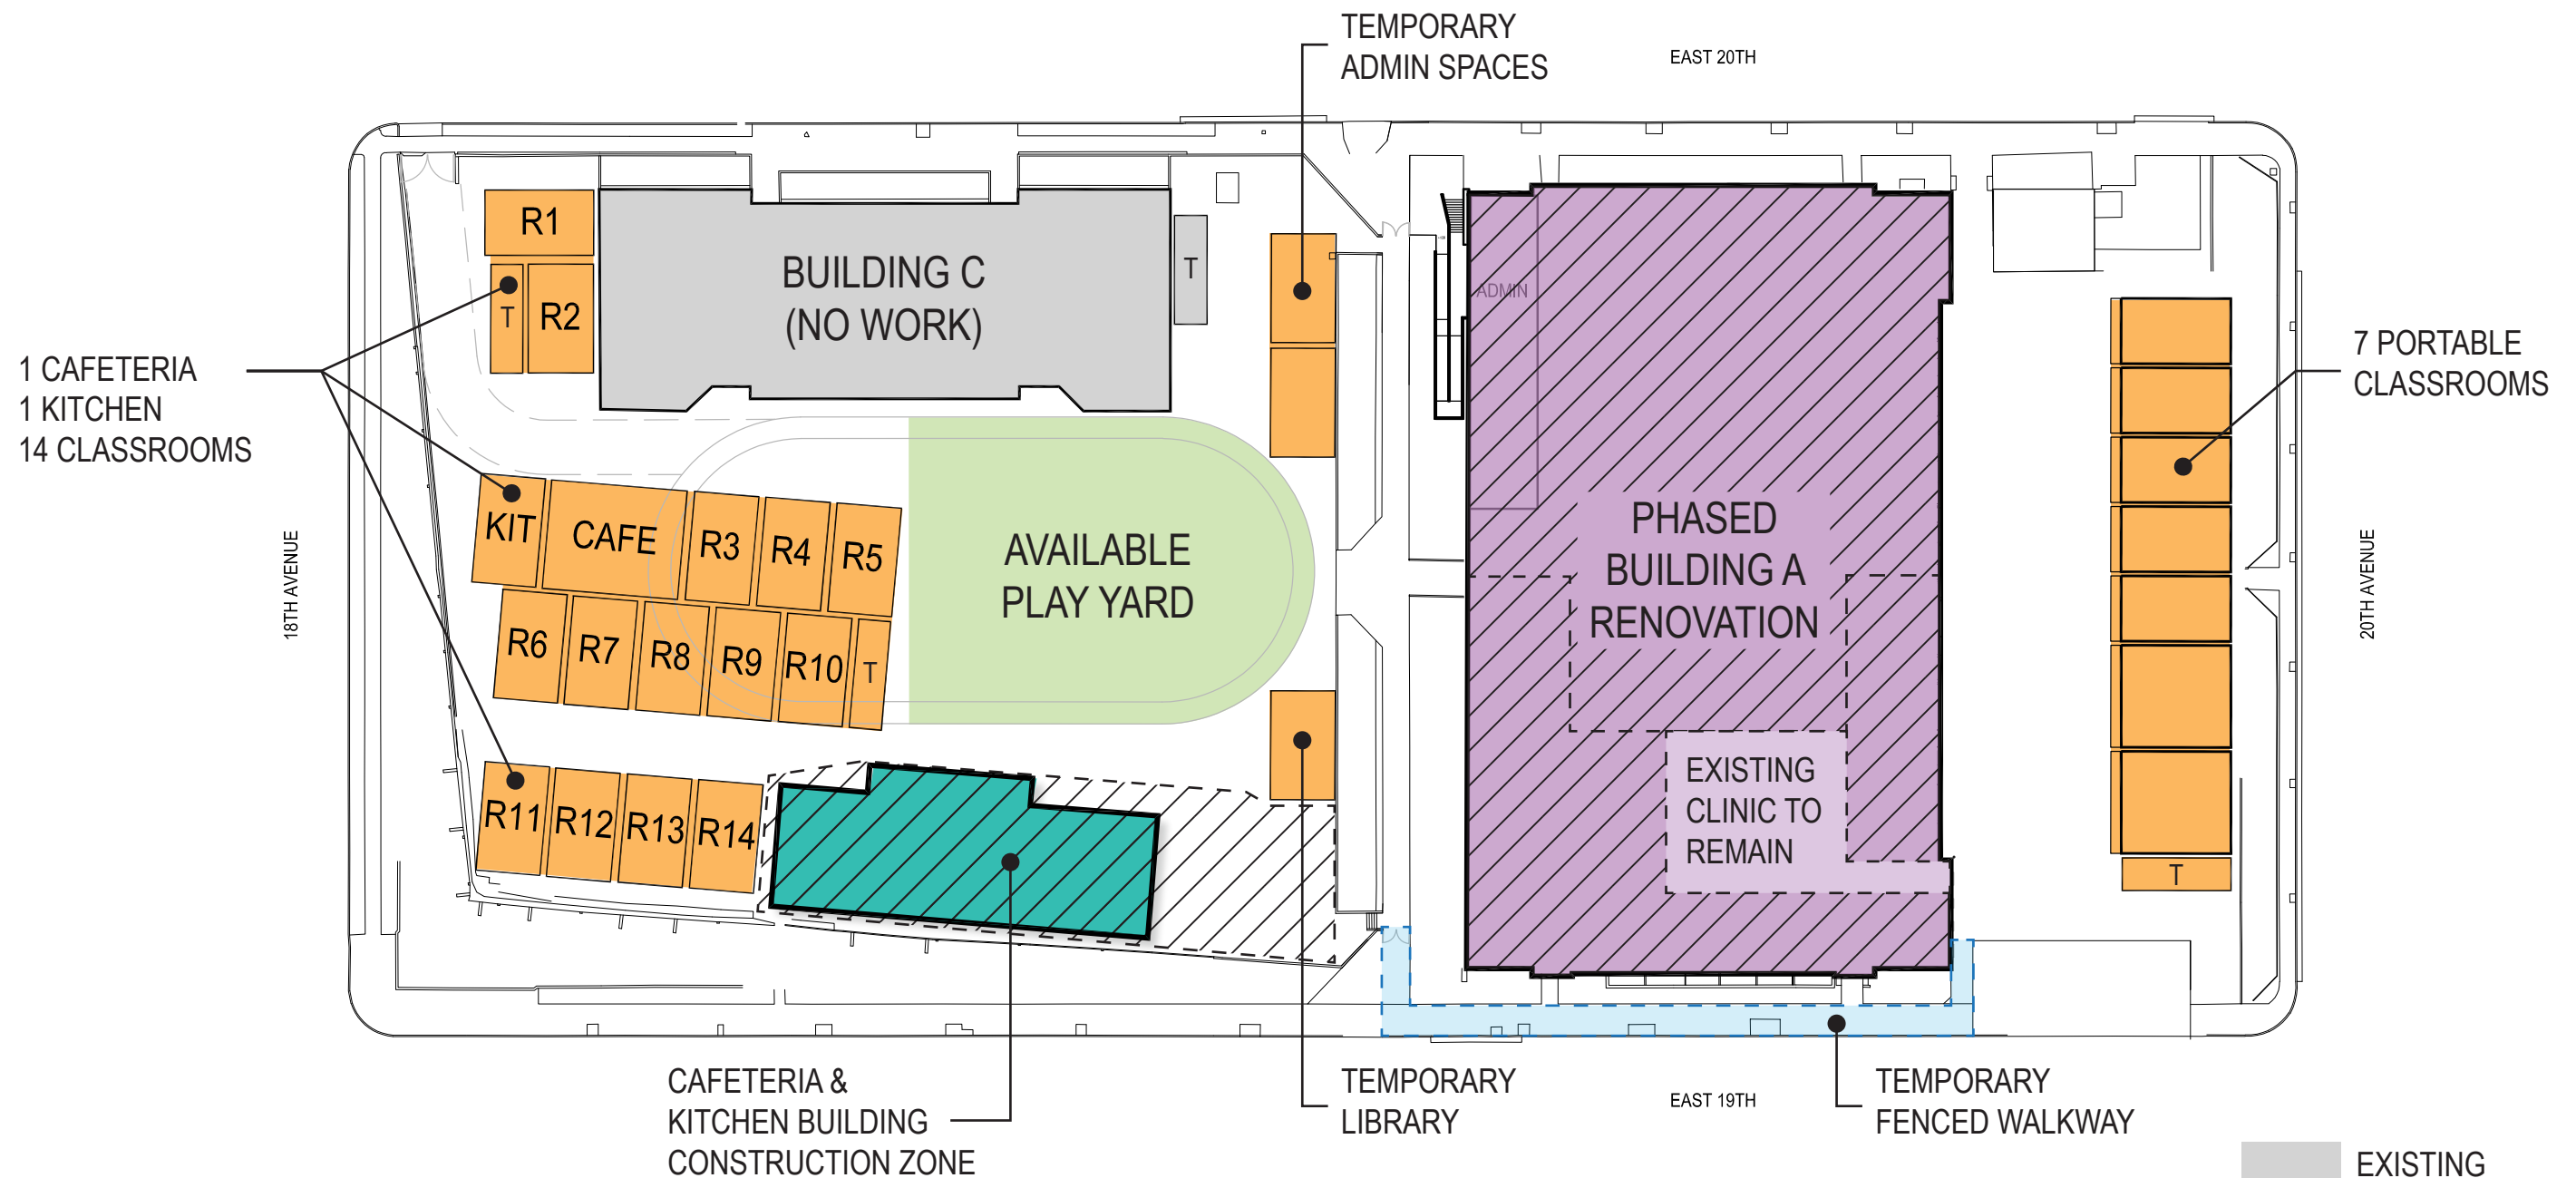 TEMPORARY
ADMIN SPACES
EAST 20TH
R1
T
R2
BUILDING C
(NO WORK)
T
ADMIN
1 CAFETERIA
1 KITCHEN
14 CLASSROOMS
7 PORTABLE
CLASSROOMS
KIT
CAFE
R3
R4
R5
AVAILABLE
PLAY YARD
PHASED
BUILDING A
RENOVATION
18TH AVENUE
20TH AVENUE
R6
R7
R8
R9
R10
T
EXISTING
CLINIC TO
REMAIN
R11
R12
R13
R14
T
CAFETERIA &
KITCHEN BUILDING
CONSTRUCTION ZONE
TEMPORARY
LIBRARY
EAST 19TH
TEMPORARY
FENCED WALKWAY
EXISTING